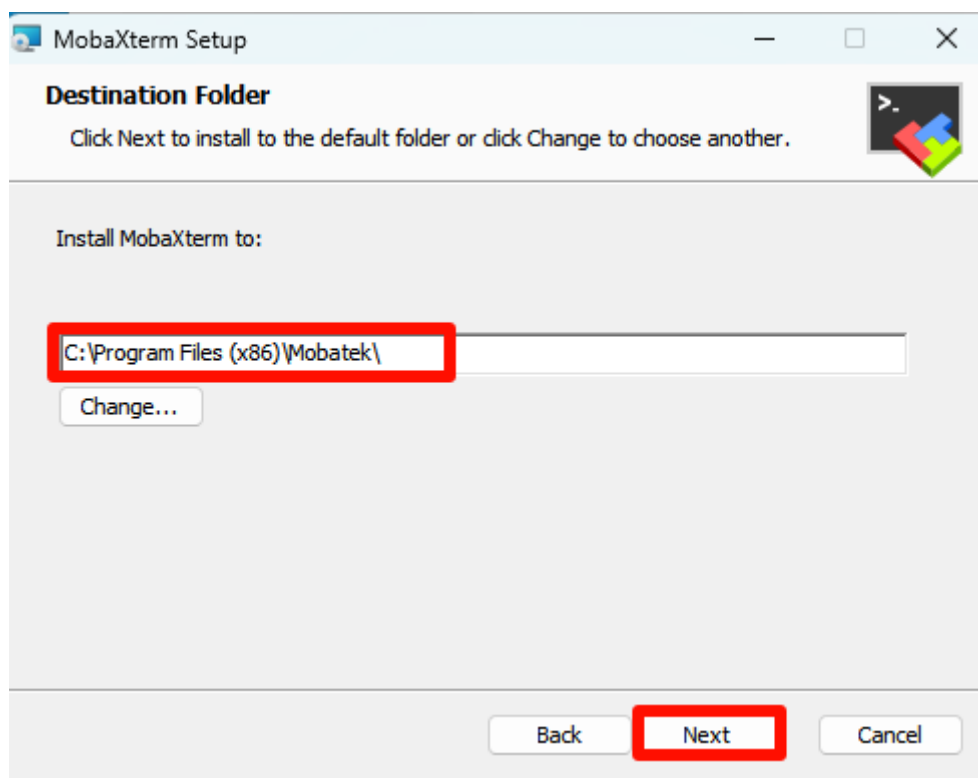 MobaXterm Setup
Destination Folder
Click Next to install to the default folder or click Change to choose another.
>.
Install MobaXterm to:
C:\Program Files (x86)\Mobatek\
Change...
Back Next Cancel